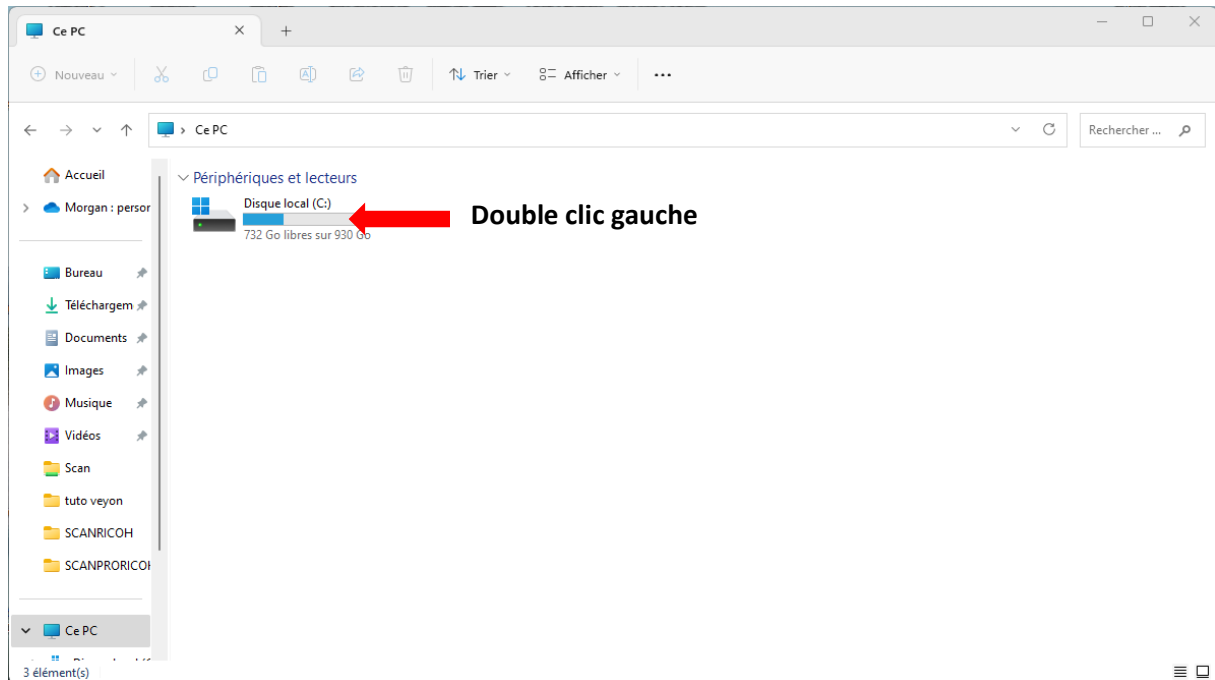 Ce PC
Nouveau
Trier
Afficher
Ce PC
Rechercher ...
Accueil
Morgan : person
Bureau
Téléchargem
Documents
Images
Musique
Vidéos
Scan
tuto veyon
SCANRICOH
SCANPRORICOH
Ce PC
Périphériques et lecteurs
Disque local (C:)
732 Go libres sur 930 Go
Double clic gauche
3 élément(s)